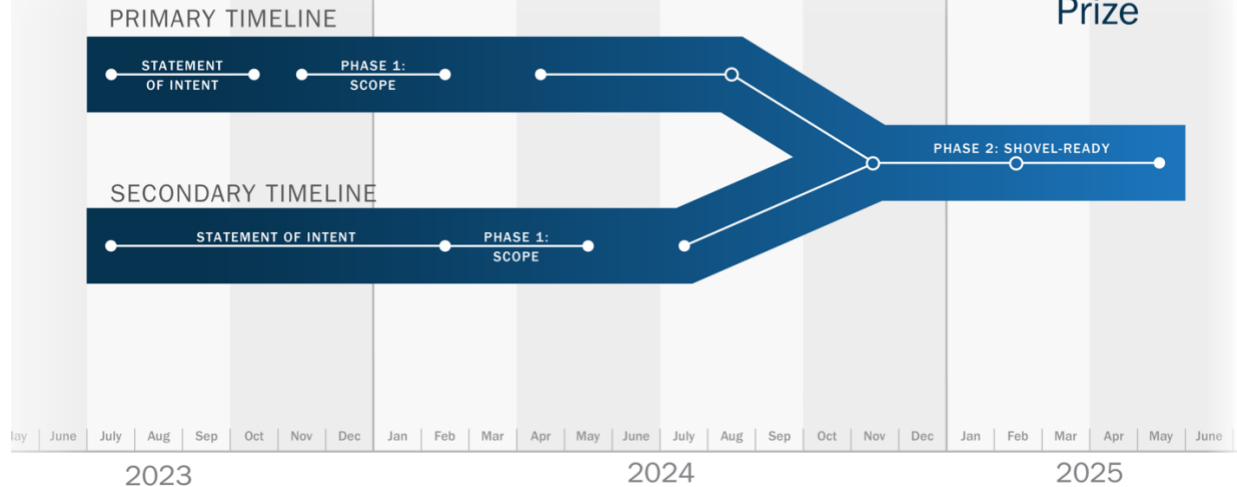 Prize
PRIMARY TIMELINE
STATEMENT
OF INTENT
PHASE 1:
SCOPE
PHASE 2: SHOVEL-READY
SECONDARY TIMELINE
STATEMENT OF INTENT
PHASE 1:
SCOPE
June July Aug Sep Oct Nov Dec Jan Feb Mar Apr May June July Aug Sep Oct Nov Dec Jan Feb Mar Apr May June
2023 2024 2025